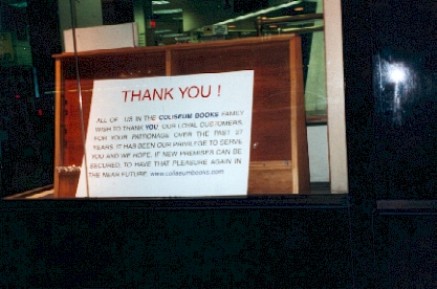 THANK YOU !
ALL OF US IN THE COLISEUM BOOKS FAMILY
WISH TO THANK YOU, OUR LOYAL CUSTOMERS,
FOR YOUR PATRONAGE OVER THE PAST 27
YEARS. IT HAS BEEN OUR PRIVILEGE TO SERVE
YOU AND WE HOPE, IF NEW PREMISES CAN BE
SECURED, TO HAVE THAT PLEASURE AGAIN IN
THE NEAR FUTURE. www.coliseumbooks.com